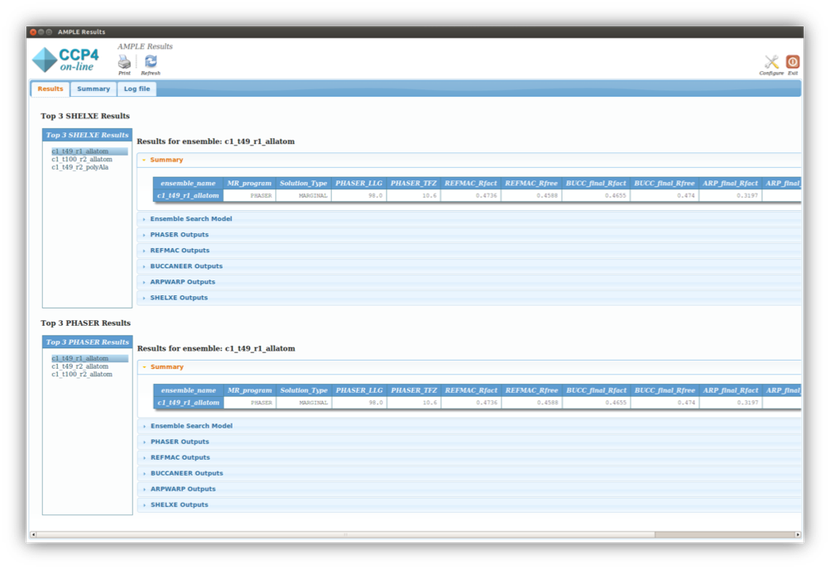 AMPLE Results
CCP4
on-line
AMPLE Results
Print Refresh
Configure Exit
Results Summary Log file
Top 3 SHELXE Results
Top 3 SHELXE Results
c1_t49_r1_allatom
c1_t100_r2_allatom
c1_t49_r2_polyAla
Results for ensemble: c1_t49_r1_allatom
Summary
ensemble_name MR_program Solution_Type PHASER_LLG PHASER_TFZ REFMAC_Rfact REFMAC_Rfree BUCC_final_Rfact BUCC_final_Rfree ARP_final_Rfact ARP_final
c1_t49_r1_allatom PHASER MARGINAL 98.0 10.6 0.4736 0.4588 0.4655 0.474 0.3197
Ensemble Search Model
PHASER Outputs
REFMAC Outputs
BUCCANEER Outputs
ARPWARP Outputs
SHELXE Outputs
Top 3 PHASER Results
Top 3 PHASER Results
c1_t49_r1_allatom
c1_t49_r2_allatom
c1_t100_r2_allatom
Results for ensemble: c1_t49_r1_allatom
Summary
ensemble_name MR_program Solution_Type PHASER_LLG PHASER_TFZ REFMAC_Rfact REFMAC_Rfree BUCC_final_Rfact BUCC_final_Rfree ARP_final_Rfact ARP_final
c1_t49_r1_allatom PHASER MARGINAL 98.0 10.6 0.4736 0.4588 0.4655 0.474 0.3197
Ensemble Search Model
PHASER Outputs
REFMAC Outputs
BUCCANEER Outputs
ARPWARP Outputs
SHELXE Outputs